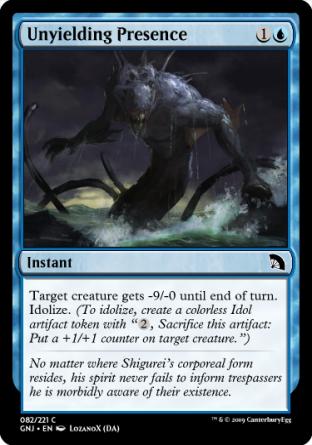 Unyielding Presence 1
Instant
Target creature gets -9/-0 until end of turn.
Idolize. (To idolize, create a colorless Idol
artifact token with “2, Sacrifice this artifact:
Put a +1/+1 counter on target creature.”)
No matter where Shigurei's corporeal form
resides, his spirit never fails to inform trespassers
he is morbidly aware of their existence.
082/221 C
GNJ • EN LozanoX (DA)
™ & © 2019 CanterburyEgg